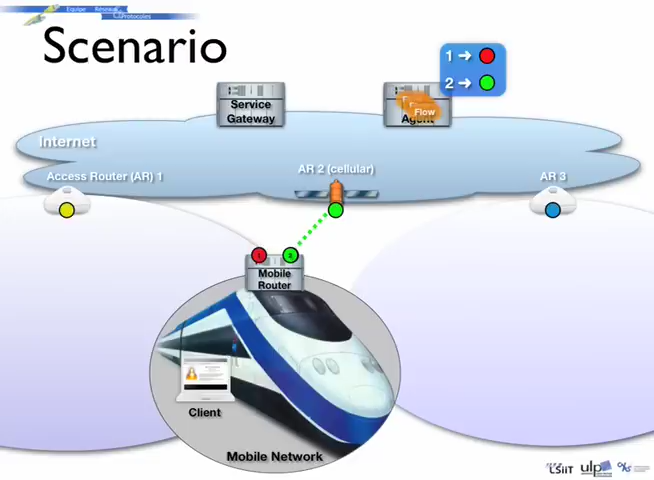 Equipe Réseaux
Protocoles
Scenario
1 ➔
2 ➔
Service
Gateway
Flow
Agent
Internet
Access Router (AR) 1
AR 2 (cellular)
AR 3
1
2
Mobile
Router
Client
Mobile Network
LSiiT
ulp